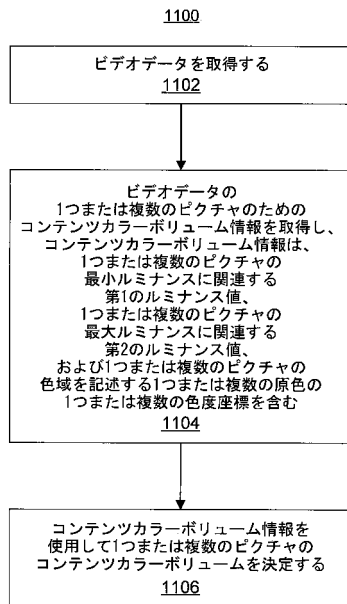 1100
ビデオデータを取得する
1102
ビデオデータの
1つまたは複数のピクチャのための
コンテンツカラーボリューム情報を取得し、
コンテンツカラーボリューム情報は、
1つまたは複数のピクチャの
最小ルミナンスに関連する
第1のルミナンス値、
1つまたは複数のピクチャの
最大ルミナンスに関連する
第2のルミナンス値、
および1つまたは複数のピクチャの
色域を記述する1つまたは複数の原色の
1つまたは複数の色度座標を含む
1104
コンテンツカラーボリューム情報を
使用して1つまたは複数のピクチャの
コンテンツカラーボリュームを決定する
1106